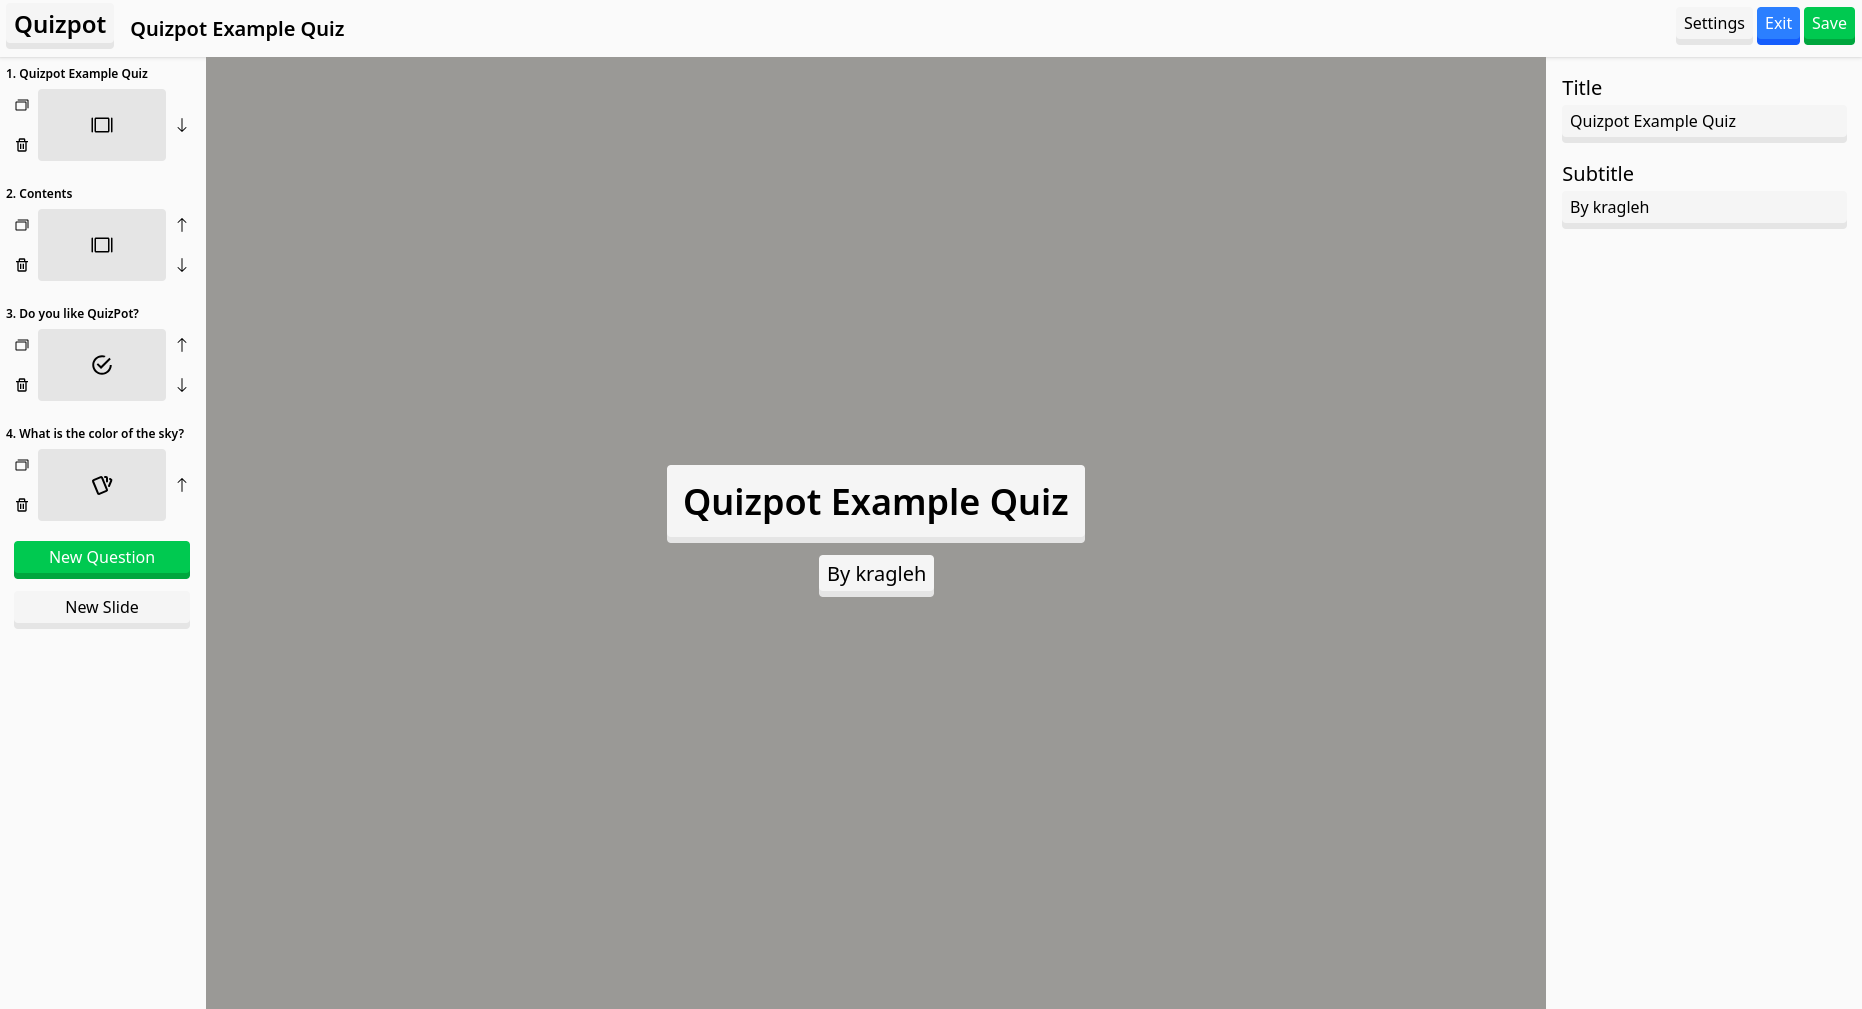 Quizpot
Quizpot Example Quiz
Settings
Exit
Save
1. Quizpot Example Quiz
2. Contents
3. Do you like QuizPot?
4. What is the color of the sky?
New Question
New Slide
Quizpot Example Quiz
By kragleh
Title
Quizpot Example Quiz
Subtitle
By kragleh